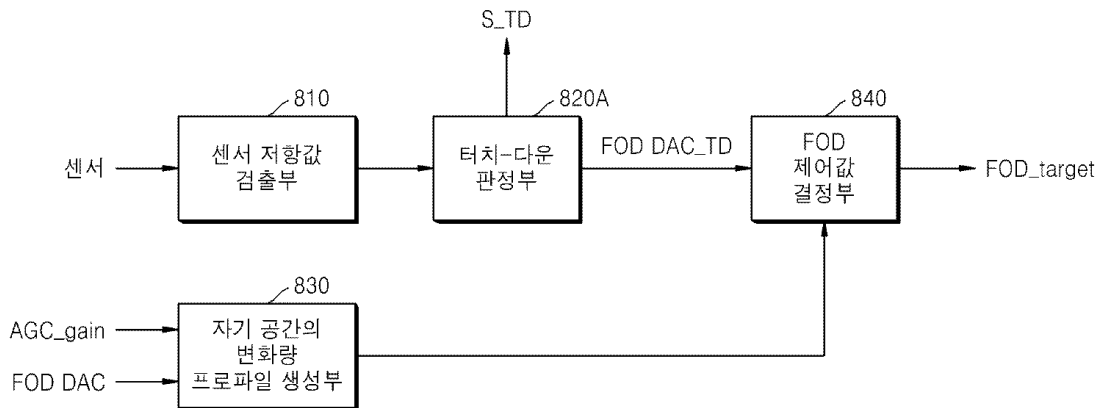 S_TD
810
820A
840
센서
센서 저항값
검출부
터치-다운
판정부
FOD DAC_TD
FOD
제어값
결정부
FOD_target
830
AGC_gain
FOD DAC
자기 공간의
변화량
프로파일 생성부